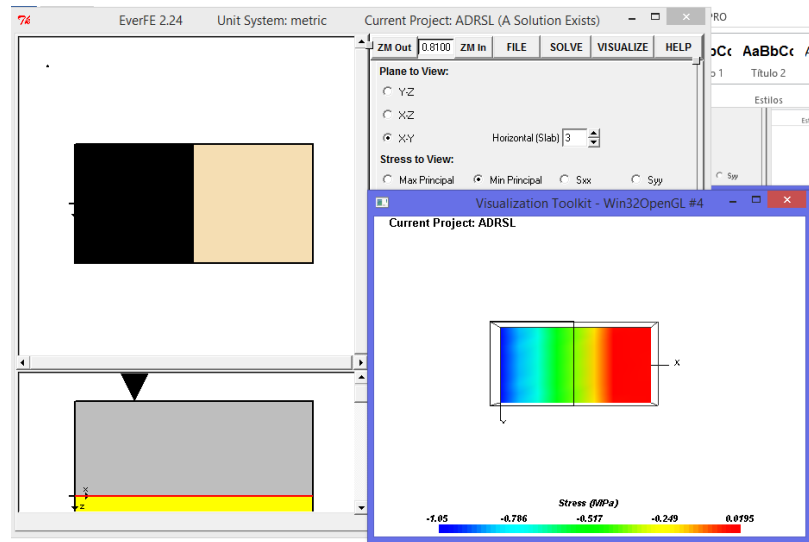 EverFE 2.24 Unit System: metric Current Project: ADRSL (A Solution Exists)
RO
ZM Out 0.8100 ZM In FILE SOLVE VISUALIZE HELP
AaBbCc
Título 2
Estilos
Plane to View:
Y-Z
X-Z
X-Y Horizontal (Slab) 3
Stress to View:
Max Principal Min Principal Sxx Syy
Syy
Visualization Toolkit - Win32OpenGL #4
Current Project: ADRSL
X
Y
X
Z
Stress (MPa)
-1.05 -0.786 -0.517 -0.249 0.0195